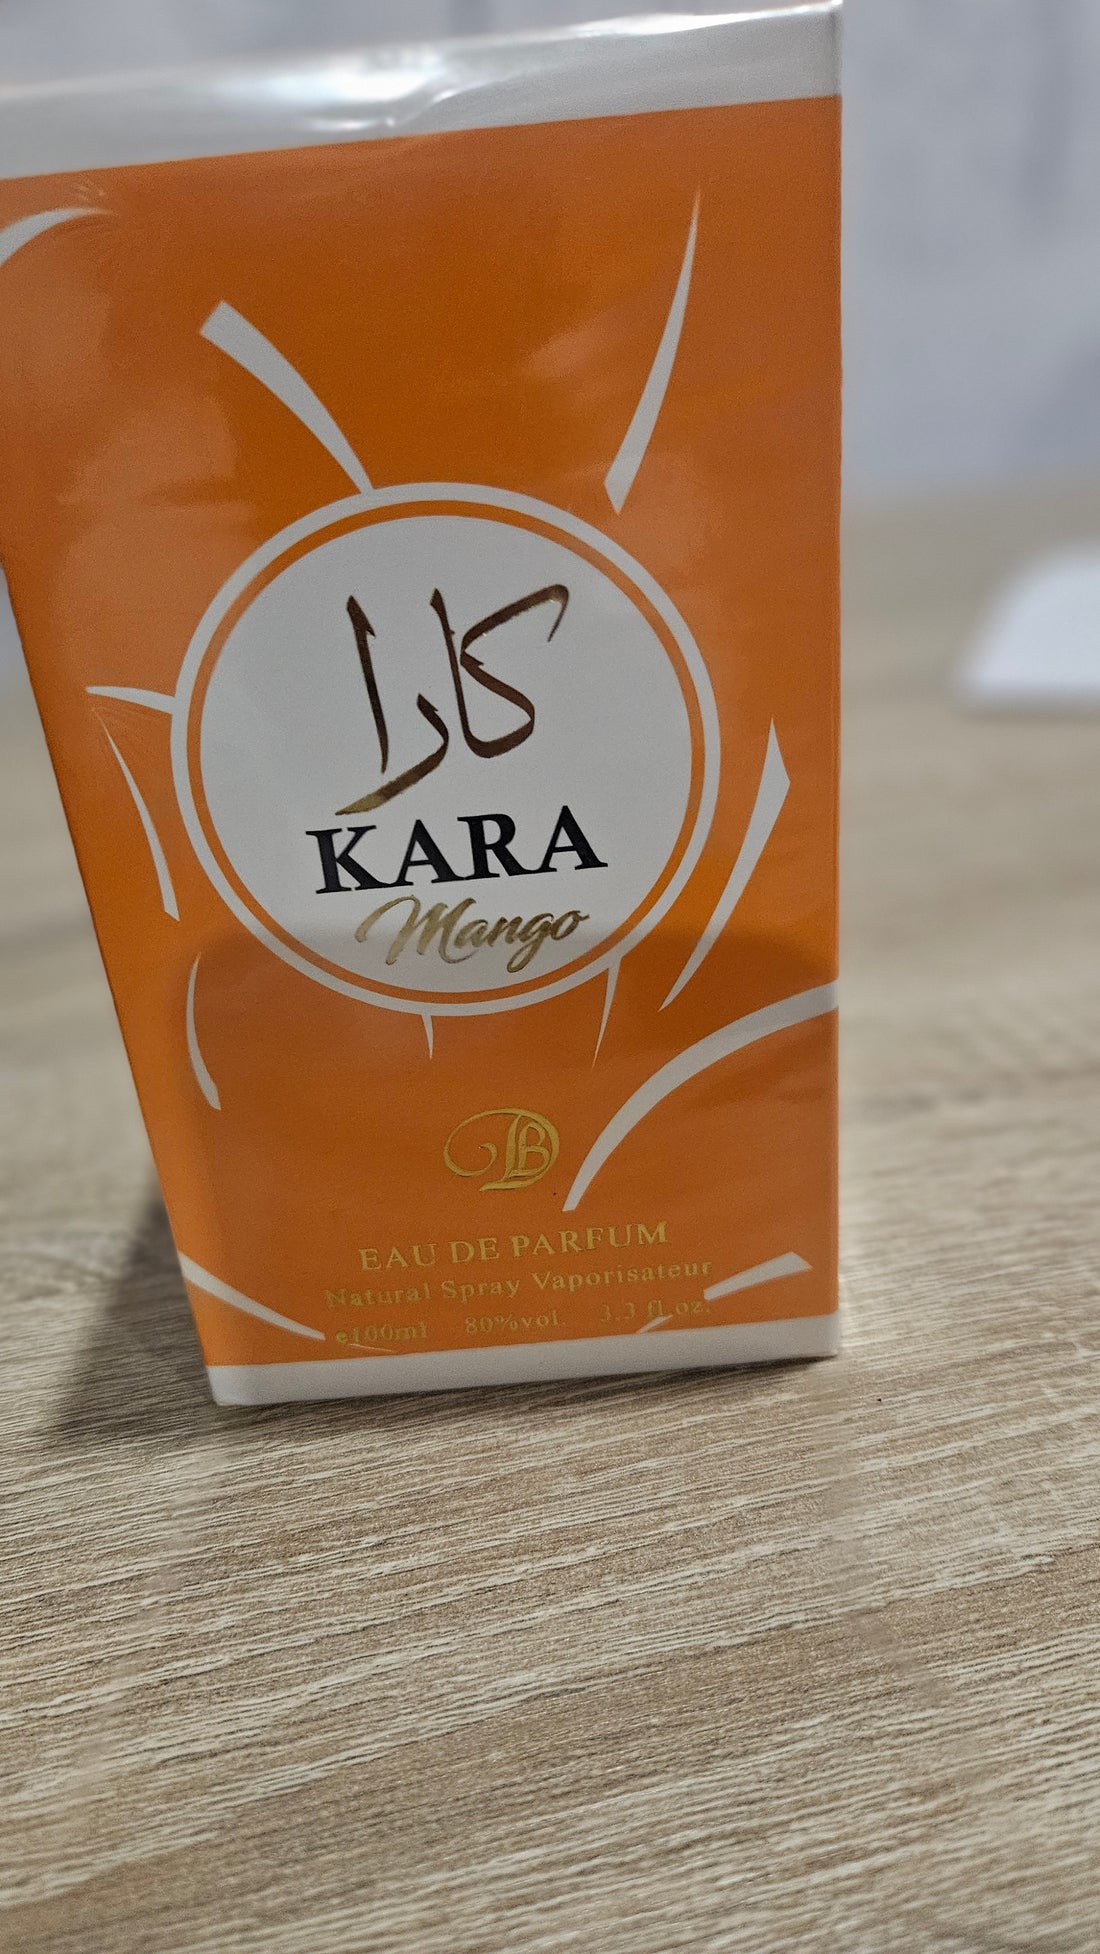 كارا
KARA
Mango
EAU DE PARFUM
Natural Spray Vaporisateur
e100ml 80%vol. 3.3 fl.oz.